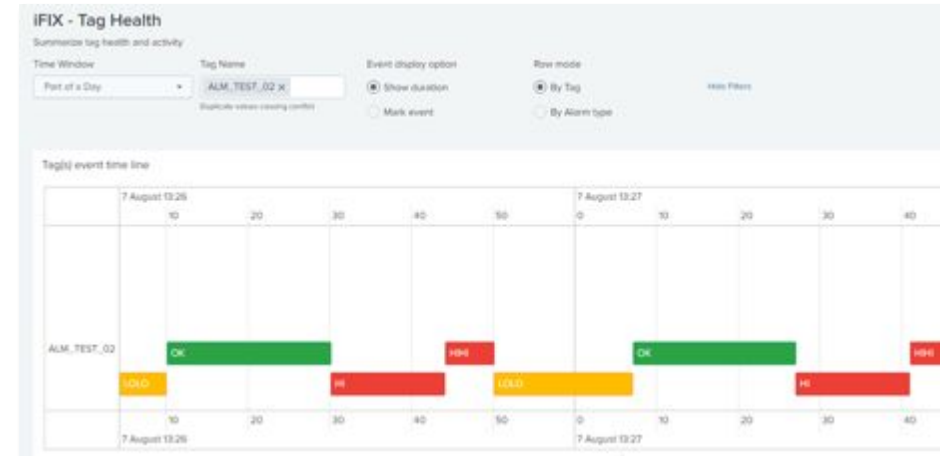 iFIX - Tag Health
Summarize tag health and activity
Time Window
Tag Name
Event display option
Row mode
Part of a Day
ALM_TEST_02 x
Show duration
By Tag
Hide Filters
Duplicate values causing conflict
Mark event
By Alarm type
Tag(s) event time line
7 August 13:26
7 August 13:27
10 20 30 40 50 0 10 20 30 40
ALM_TEST_02
OK HIHI OK HIHI
LOLO HI LOLO HI
10 20 30 40 50 0 10 20 30 40
7 August 13:26
7 August 13:27